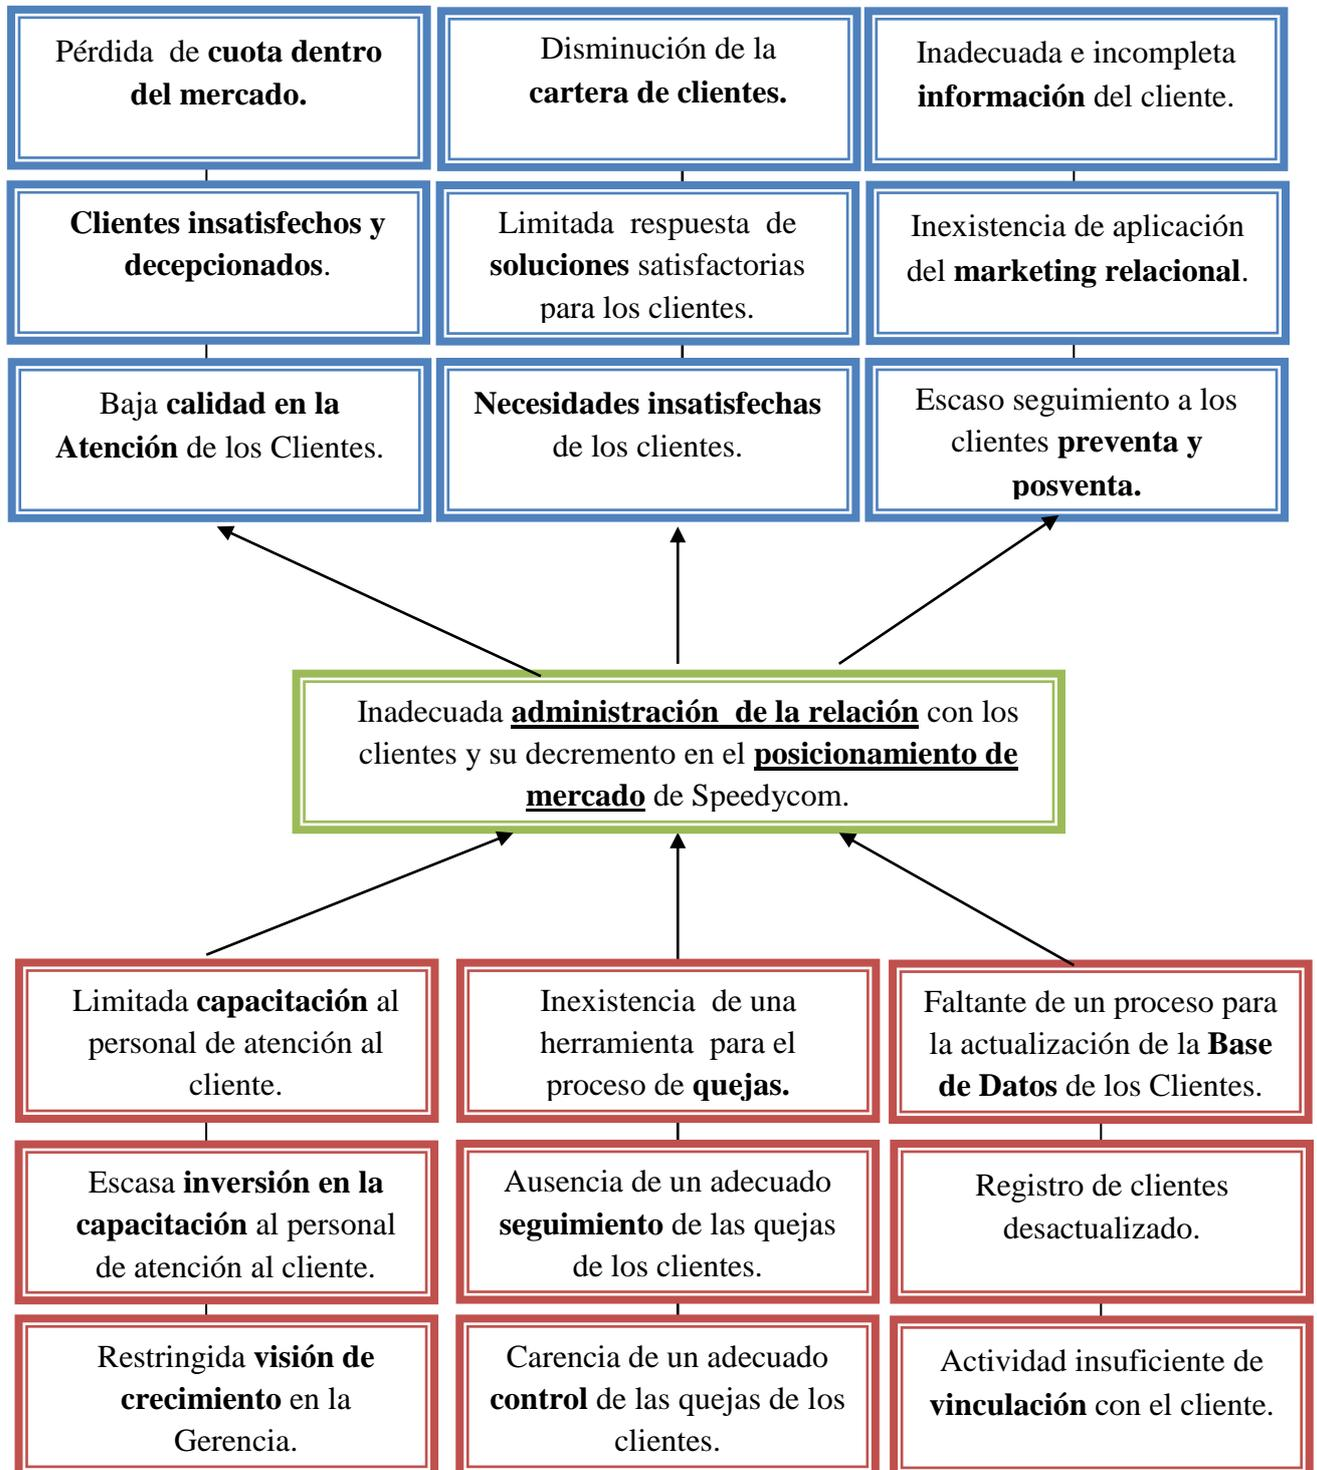 Pérdida de cuota dentro
del mercado.
Disminución de la
cartera de clientes.
Inadecuada e incompleta
información del cliente.
Clientes insatisfechos y
decepcionados.
Limitada respuesta de
soluciones satisfactorias
para los clientes.
Inexistencia de aplicación
del marketing relacional.
Baja calidad en la
Atención de los Clientes.
Necesidades insatisfechas
de los clientes.
Escaso seguimiento a los
clientes preventa y
posventa.
Inadecuada administración de la relación con los
clientes y su decremento en el posicionamiento de
mercado de Speedycom.
Limitada capacitación al
personal de atención al
cliente.
Inexistencia de una
herramienta para el
proceso de quejas.
Faltante de un proceso para
la actualización de la Base
de Datos de los Clientes.
Escasa inversión en la
capacitación al personal
de atención al cliente.
Ausencia de un adecuado
seguimiento de las quejas
de los clientes.
Registro de clientes
desactualizado.
Restringida visión de
crecimiento en la
Gerencia.
Carencia de un adecuado
control de las quejas de los
clientes.
Actividad insuficiente de
vinculación con el cliente.